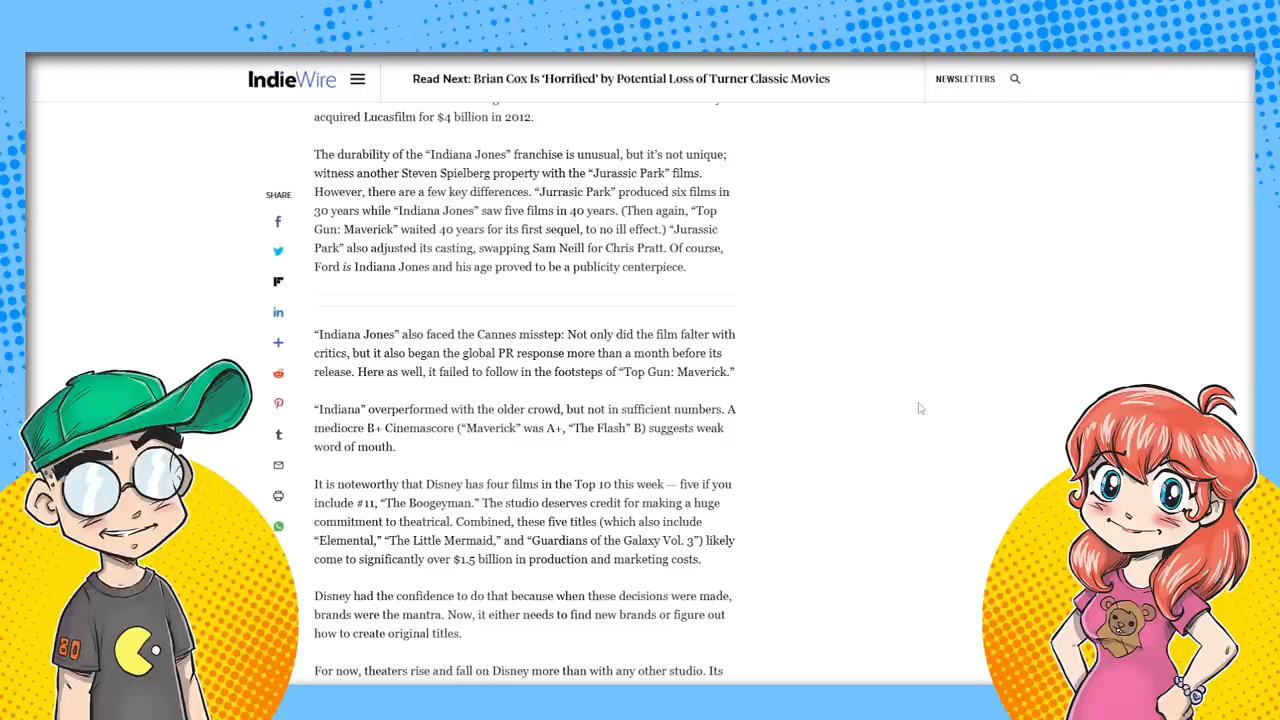 IndieWire
Read Next: Brian Cox Is ‘Horrified’ by Potential Loss of Turner Classic Movies
NEWSLETTERS
acquired Lucasfilm for $4 billion in 2012.
The durability of the “Indiana Jones” franchise is unusual, but it’s not unique;
witness another Steven Spielberg property with the “Jurassic Park” films.
However, there are a few key differences. “Jurrasic Park” produced six films in
30 years while “Indiana Jones” saw five films in 40 years. (Then again, “Top
Gun: Maverick” waited 40 years for its first sequel, to no ill effect.) “Jurassic
Park” also adjusted its casting, swapping Sam Neill for Chris Pratt. Of course,
Ford is Indiana Jones and his age proved to be a publicity centerpiece.
SHARE
“Indiana Jones” also faced the Cannes misstep: Not only did the film falter with
critics, but it also began the global PR response more than a month before its
release. Here as well, it failed to follow in the footsteps of “Top Gun: Maverick.”
“Indiana” overperformed with the older crowd, but not in sufficient numbers. A
mediocre B+ Cinemascore (“Maverick” was A+, “The Flash” B) suggests weak
word of mouth.
It is noteworthy that Disney has four films in the Top 10 this week — five if you
include #11, “The Boogeyman.” The studio deserves credit for making a huge
commitment to theatrical. Combined, these five titles (which also include
“Elemental,” “The Little Mermaid,” and “Guardians of the Galaxy Vol. 3”) likely
come to significantly over $1.5 billion in production and marketing costs.
Disney had the confidence to do that because when these decisions were made,
brands were the mantra. Now, it either needs to find new brands or figure out
how to create original titles.
For now, theaters rise and fall on Disney more than with any other studio. Its
80